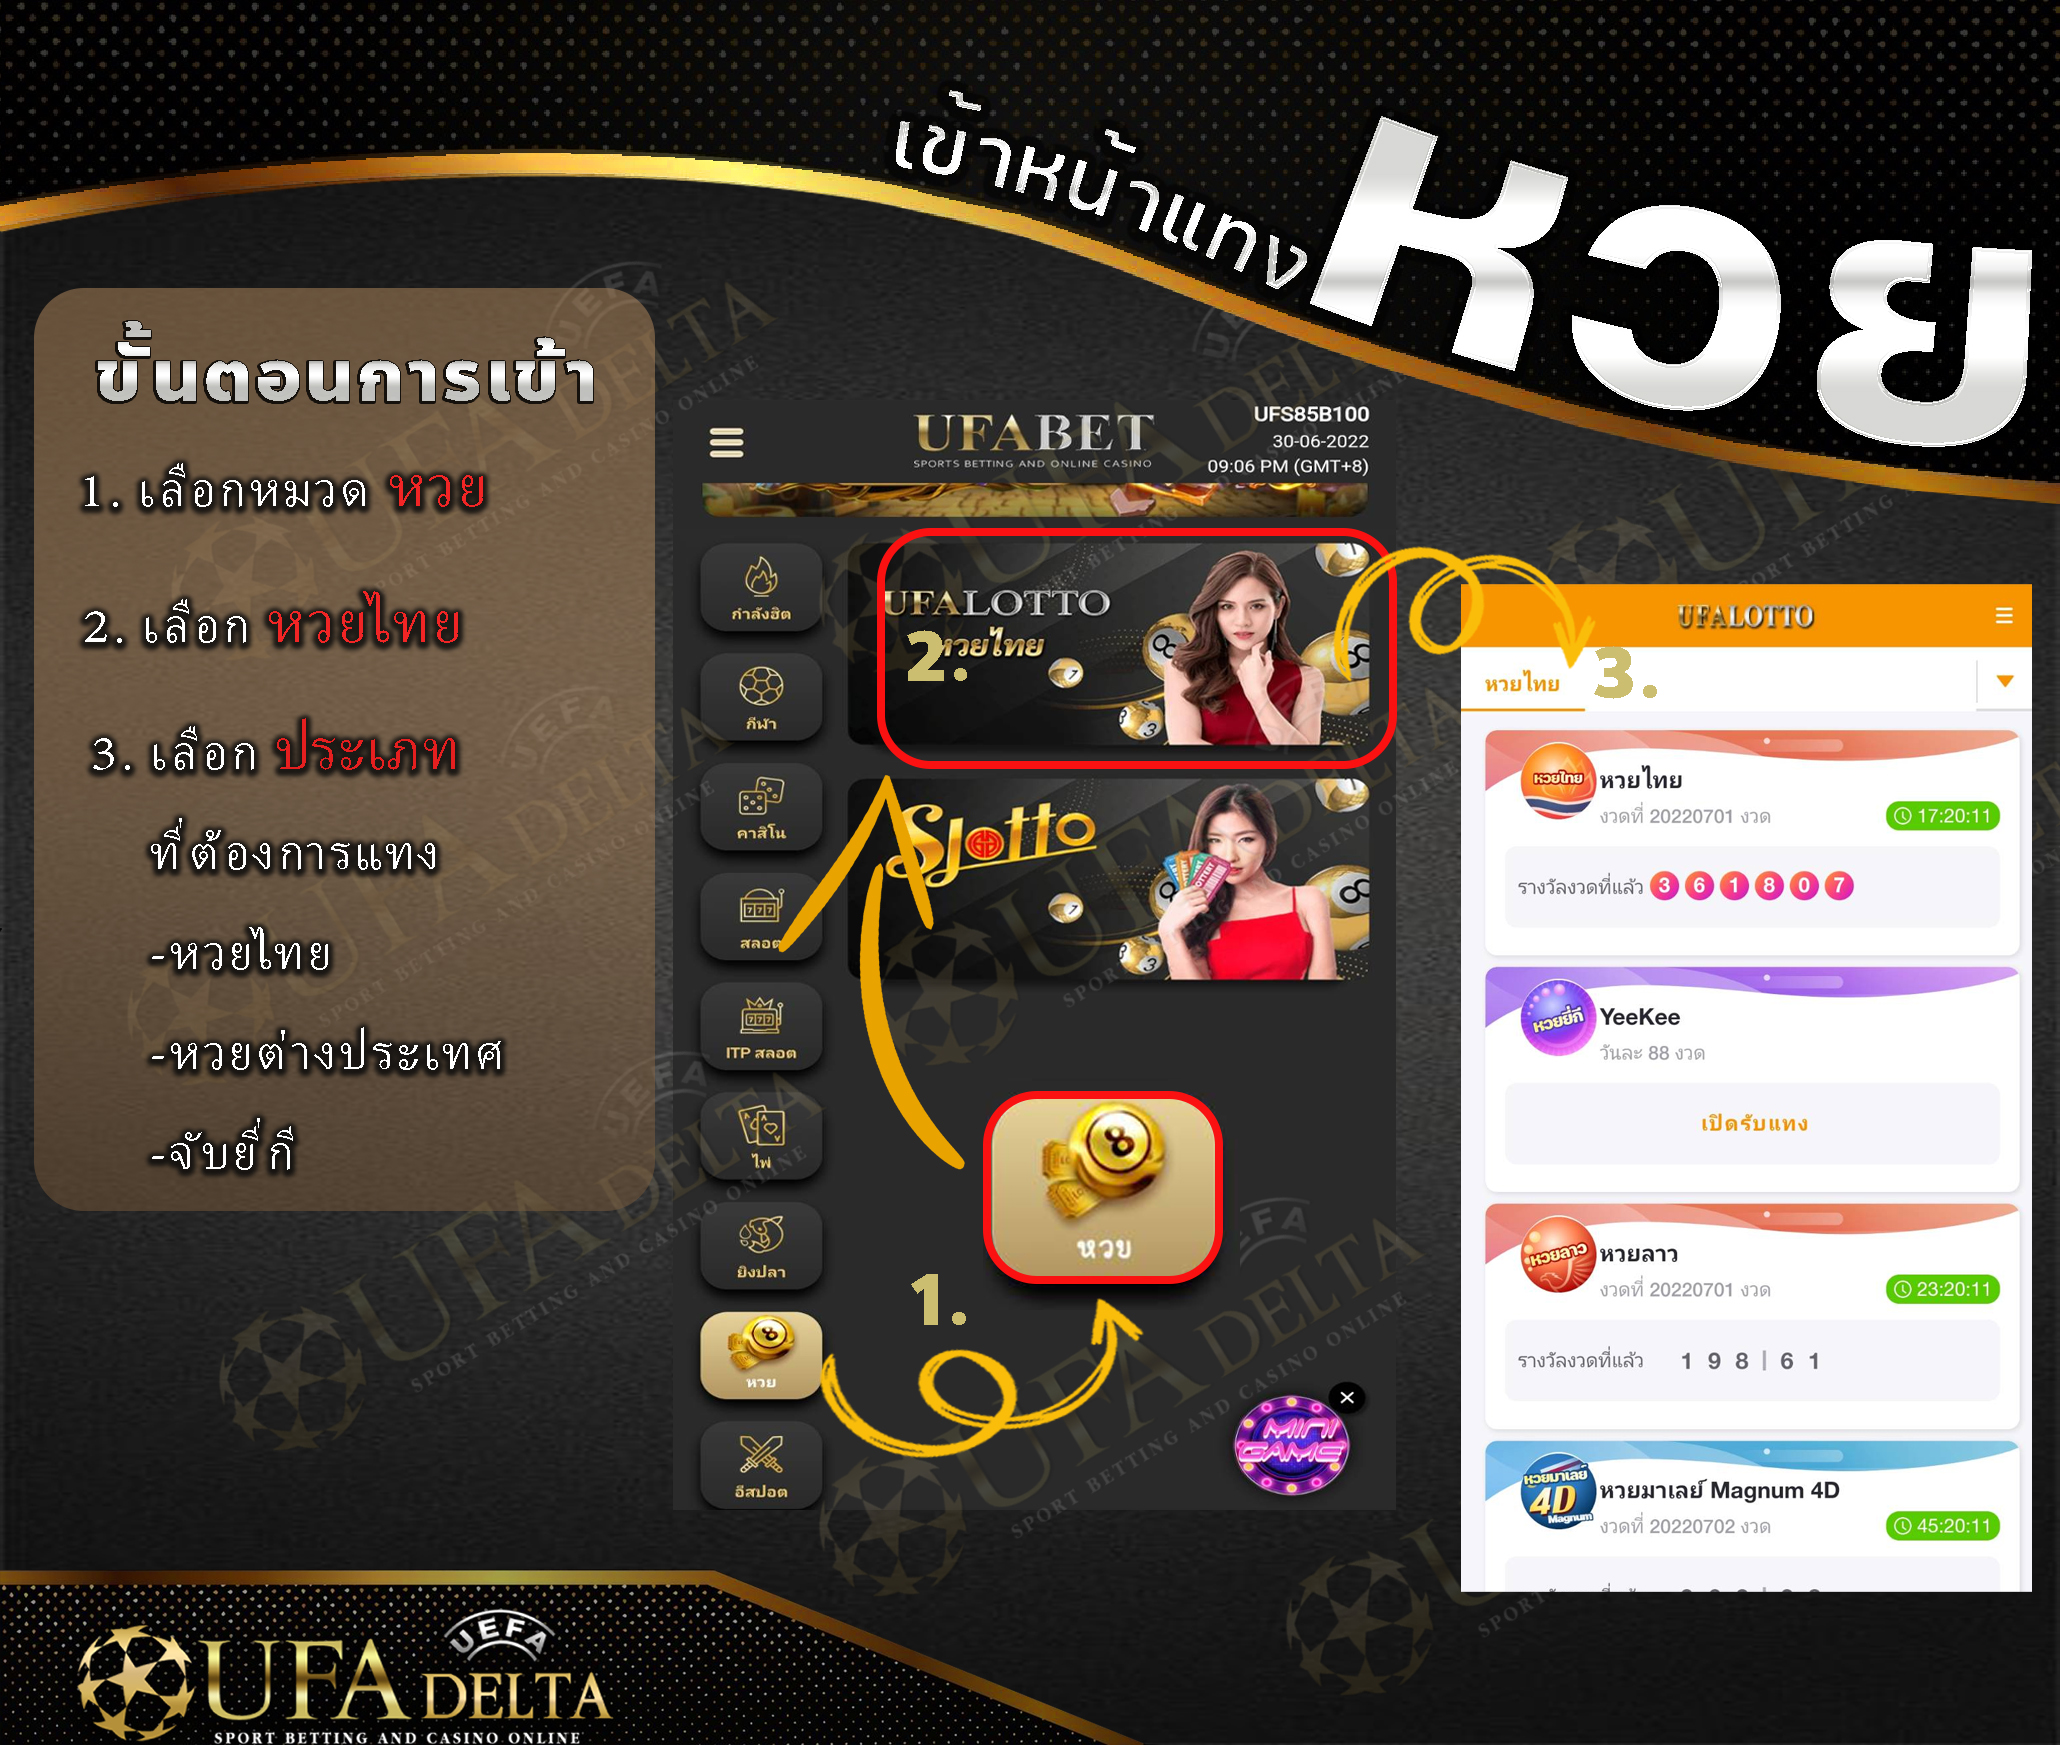 เข้าหน้าแทง หวย
ขั้นตอนการเข้า
1. เลือกหมวด หวย
2. เลือก หวยไทย
3. เลือก ประเภท
ที่ต้องการแทง
-หวยไทย
-หวยต่างประเทศ
-จับยี่กี
UFABET
SPORTS BETTING AND ONLINE CASINO
UFS85B100
30-06-2022
09:06 PM (GMT+8)
กำลังฮิต
กีฬา
คาสิโน
สลอต
ITP สลอต
ไพ่
ยิงปลา
หวย
อีสปอต
UFALOTTO
หวยไทย
2.
Sjotto
หวย
1.
MINI
GAME
UFALOTTO
หวยไทย
3.
หวยไทย
หวยไทย
งวดที่ 20220701 งวด
17:20:11
รางวัลงวดที่แล้ว 3 6 1 8 0 7
หวยยี่กี
YeeKee
วันละ 88 งวด
เปิดรับแทง
หวยลาว
หวยลาว
งวดที่ 20220701 งวด
23:20:11
รางวัลงวดที่แล้ว 1 9 8 | 6 1
หวยมาเลย์
4D
Magnum
หวยมาเลย์ Magnum 4D
งวดที่ 20220702 งวด
45:20:11
UEFA
UFA DELTA
SPORT BETTING AND CASINO ONLINE